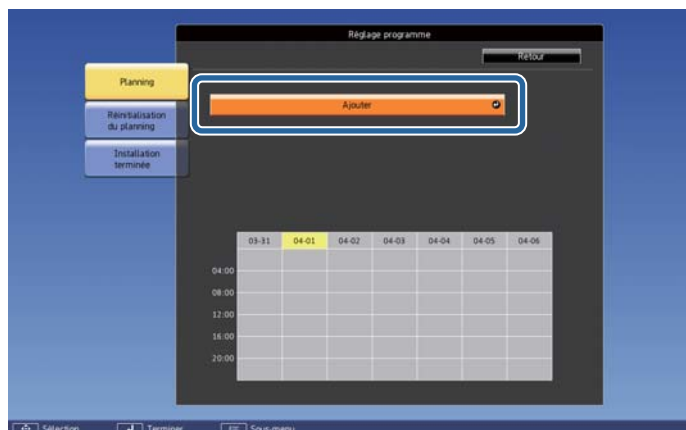 Réglage programme
Retour
Planning
Ajouter
Réinitialisation
du planning
Installation
terminée
03-31 04-01 04-02 04-03 04-04 04-05 04-06
04:00
08:00
12:00
16:00
20:00
Sélection Terminer Sous-menu